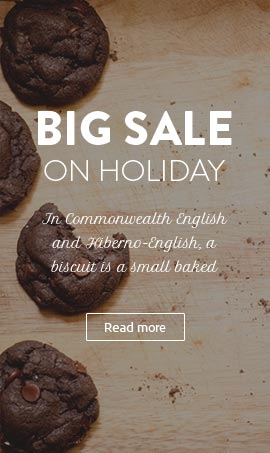 BIG SALE
ON HOLIDAY
In Commonwealth English
and Hiberno-English, a
biscuit is a small baked
Read more